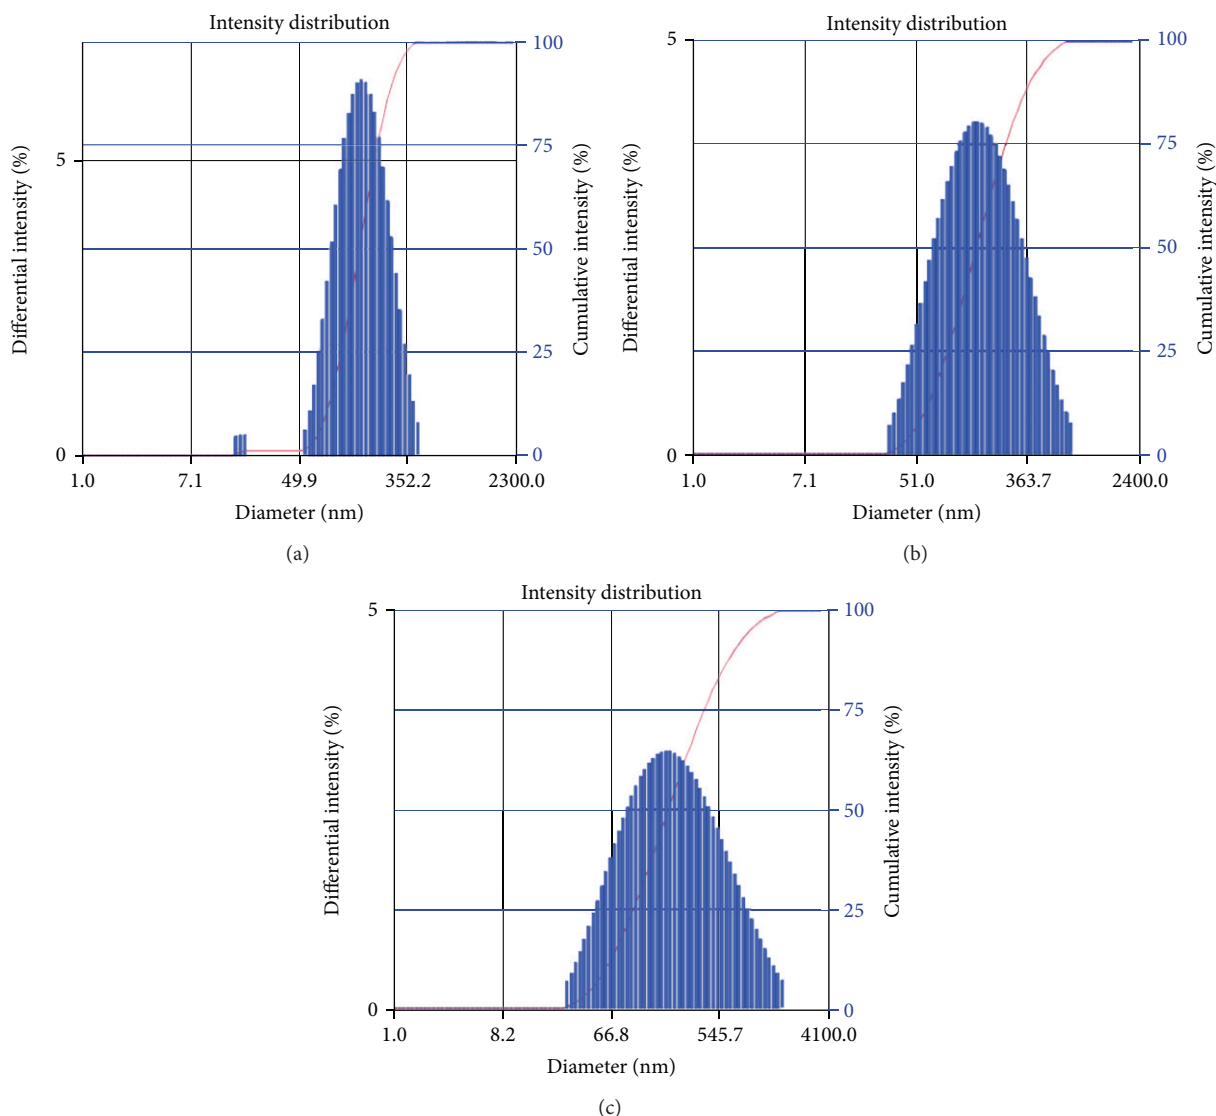 Intensity distribution
Differential intensity (%)
5
0
100
75
50
25
0
Cumulative intensity (%)
1.0 7.1 49.9 352.2 2300.0
Diameter (nm)
(a)
Intensity distribution
Differential intensity (%)
5
0
100
75
50
25
0
Cumulative intensity (%)
1.0 7.1 51.0 363.7 2400.0
Diameter (nm)
(b)
Intensity distribution
Differential intensity (%)
5
0
100
75
50
25
0
Cumulative intensity (%)
1.0 8.2 66.8 545.7 4100.0
Diameter (nm)
(c)